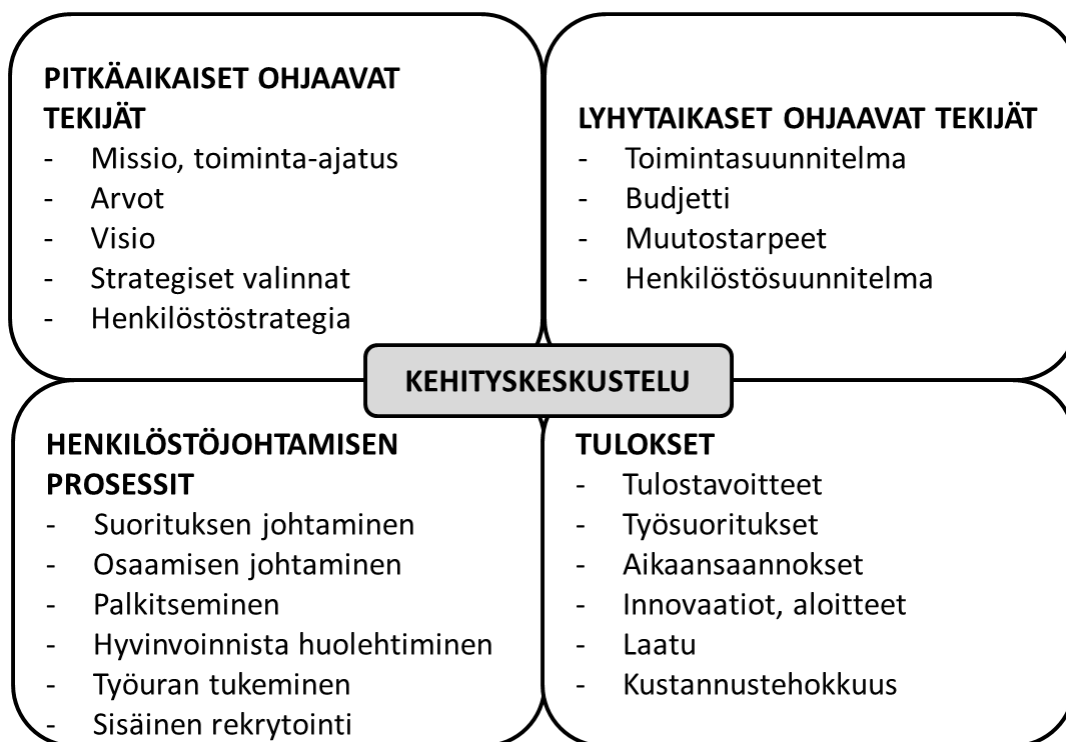 PITKÄAIKAISET OHJAAVAT
TEKIJÄT
- Missio, toiminta-ajatus
- Arvot
- Visio
- Strategiset valinnat
- Henkilöstöstrategia
LYHYTAIKASET OHJAAVAT TEKIJÄT
- Toimintasuunnitelma
- Budjetti
- Muutostarpeet
- Henkilöstösuunnitelma
KEHITYSKESKUSTELU
HENKILÖSTÖJOHTAMISEN
PROSESSIT
- Suorituksen johtaminen
- Osaamisen johtaminen
- Palkitseminen
- Hyvinvoinnista huolehtiminen
- Työuran tukeminen
- Sisäinen rekrytointi
TULOKSET
- Tulostavoitteet
- Työsuoritukset
- Aikaansaannokset
- Innovaatiot, aloitteet
- Laatu
- Kustannustehokkuus